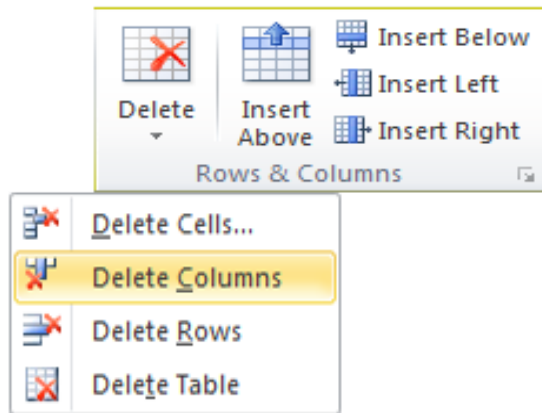 Delete
Insert Above
Insert Below
Insert Left
Insert Right
Rows & Columns
Delete Cells...
Delete Columns
Delete Rows
Delete Table